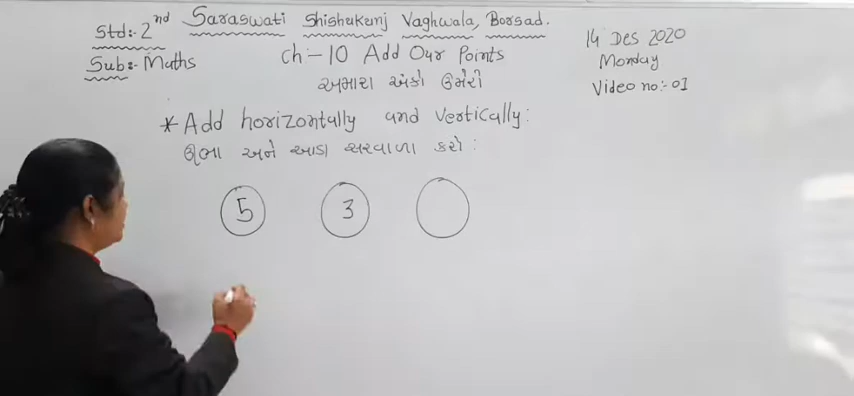 Std:- 2nd Saraswati Shishukunj Vaghwala, Borsad.
Sub:- Maths
Ch:- 10 Add Our Points
અમારા અંકો ઉમેરો
14 Des 2020
Monday
Video no:- 01
* Add horizontally and vertically:
ઊભા અને આડા સરવાળા કરો:
5 3